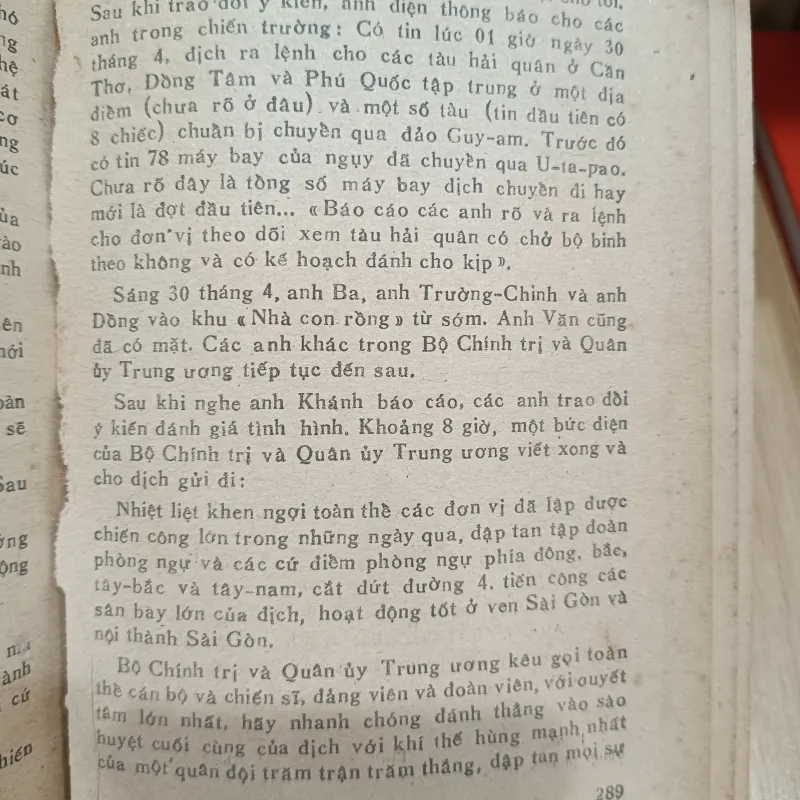 Sau khi trao đổi ý kiến, anh điện thông báo cho các
anh trong chiến trường: Có tin lúc 01 giờ ngày 30
tháng 4, địch ra lệnh cho các tàu hải quân ở Cần
Thơ, Đồng Tâm và Phú Quốc tập trung ở một địa
điểm (chưa rõ ở đâu) và một số tàu (tin đầu tiên có
8 chiếc) chuẩn bị chuyển qua đảo Guy-am. Trước đó
có tin 78 máy bay của ngụy đã chuyển qua U-ta-pao.
Chưa rõ đây là tổng số máy bay địch chuyển đi hay
mới là đợt đầu tiên... « Báo cáo các anh rõ và ra lệnh
cho đơn vị theo dõi xem tàu hải quân có chở bộ binh
theo không và có kế hoạch đánh cho kịp ».
Sáng 30 tháng 4, anh Ba, anh Trường-Chinh và anh
Đồng vào khu « Nhà con rồng » từ sớm. Anh Văn cũng
đã có mặt. Các anh khác trong Bộ Chính trị và Quân
ủy Trung ương tiếp tục đến sau.
Sau khi nghe anh Khánh báo cáo, các anh trao đổi
ý kiến đánh giá tình hình. Khoảng 8 giờ, một bức điện
của Bộ Chính trị và Quân ủy Trung ương viết xong và
cho dịch gửi đi:
Nhiệt liệt khen ngợi toàn thể các đơn vị đã lập được
chiến công lớn trong những ngày qua, đập tan tập đoàn
phòng ngự và các cứ điểm phòng ngự phía đông, bắc,
tây-bắc và tây-nam, cắt đứt đường 4. tiến công các
sân bay lớn của địch, hoạt động tốt ở ven Sài Gòn và
nội thành Sài Gòn.
Bộ Chính trị và Quân ủy Trung ương kêu gọi toàn
thể cán bộ và chiến sĩ, đảng viên và đoàn viên, với quyết
tâm lớn nhất, hãy nhanh chóng đánh thẳng vào sào
huyệt cuối cùng của địch với khí thế hùng mạnh nhất
của một quân đội trăm trận trăm thắng, đập tan mọi sự
289